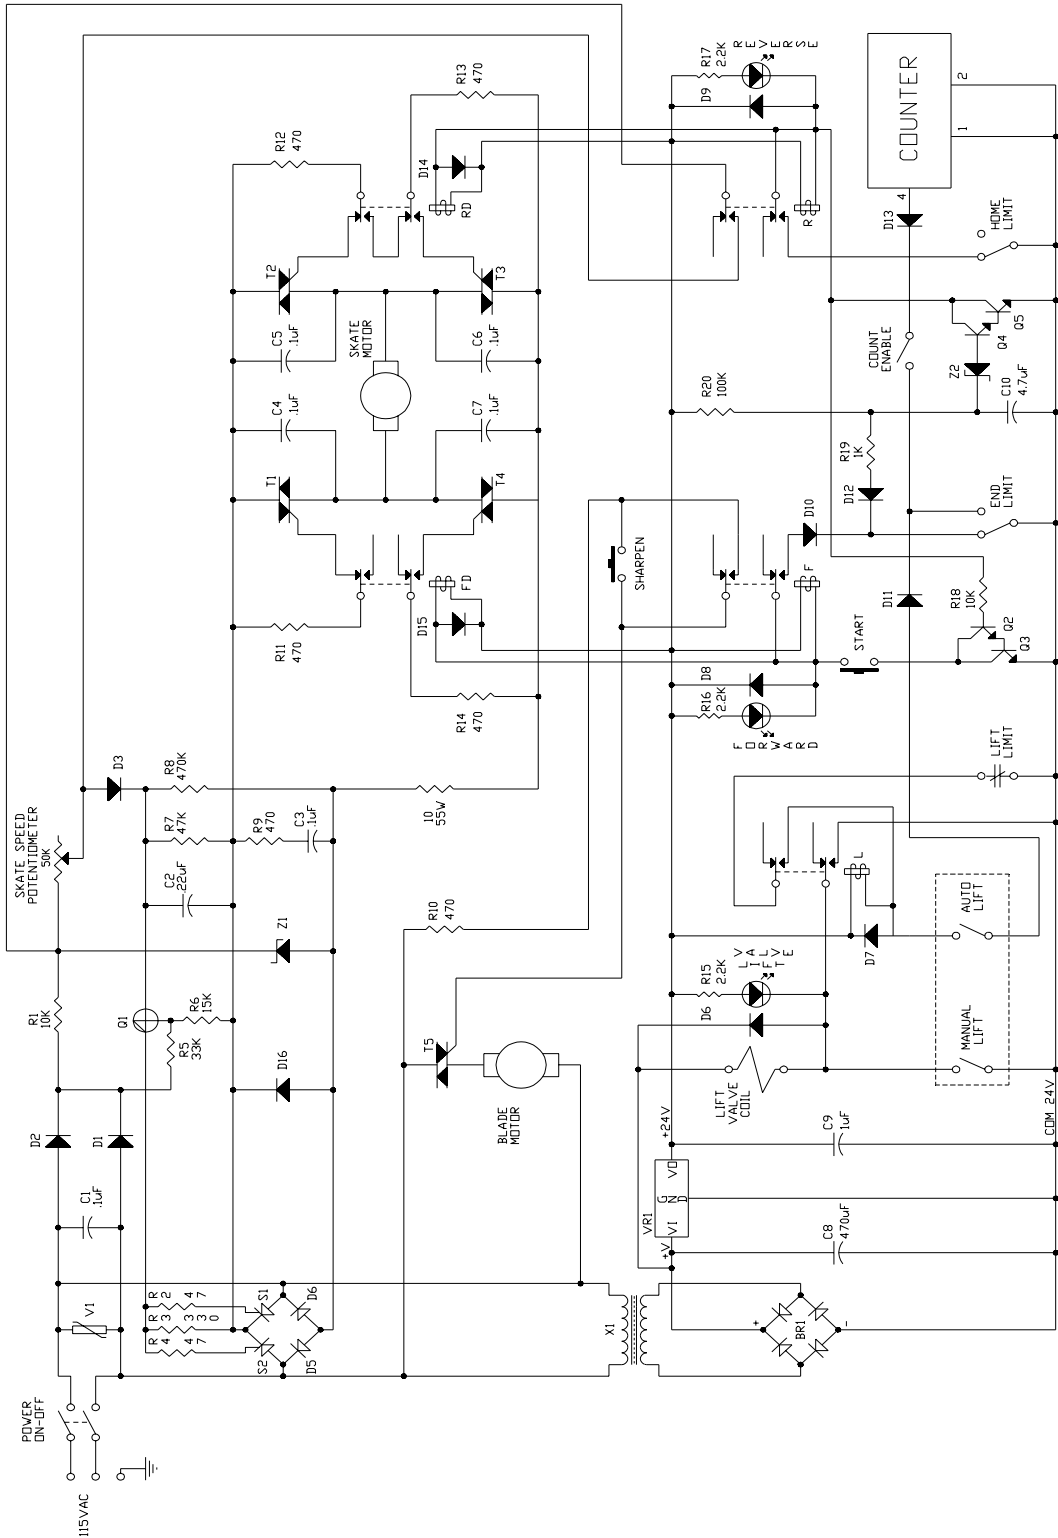 115VAC
POWER
ON-OFF
V1
C1
.1uF
D2
D1
R1
10K
SKATE SPEED
POTENTIOMETER
50K
R2
47
R3
330
R4
47
S1
S2
D5
D6
Q1
R5
33K
R6
15K
D16
Z1
C2
.22uF
R7
47K
R8
470K
R9
470
C3
.1uF
D3
10
55W
R10
470
T5
BLADE
MOTOR
R11
470
R14
470
D15
FD
T1
T4
C4
.1uF
C7
.1uF
C5
.1uF
C6
.1uF
SKATE
MOTOR
T2
T3
R12
470
R13
470
D14
RD
X1
BR1
+
-
+V
VR1
VI
GND
VO
+24V
C8
470uF
C9
1uF
COM 24V
LIFT
VALVE
COIL
D6
R15
2.2K
LIFT
VALVE
MANUAL
LIFT
AUTO
LIFT
D7
L
LIFT
LIMIT
FORWARD
R16
2.2K
D8
SHARPEN
START
F
D10
Q2
Q3
R18
10K
D11
D12
R19
1K
END
LIMIT
R20
100K
C10
4.7uF
Z2
Q4
Q5
COUNT
ENABLE
D13
HOME
LIMIT
R
D9
R17
2.2K
REVERSE
COUNTER
4
1
2